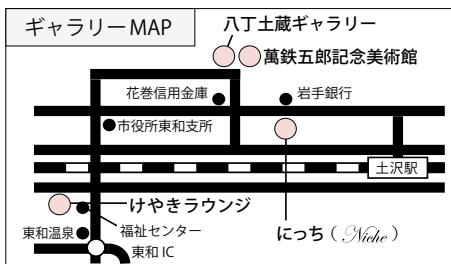 ギャラリーMAP
八丁土蔵ギャラリー
萬鉄五郎記念美術館
花巻信用金庫
岩手銀行
市役所東和支所
土沢駅
けやきラウンジ
福祉センター
にっち（Niche）
東和温泉
東和IC